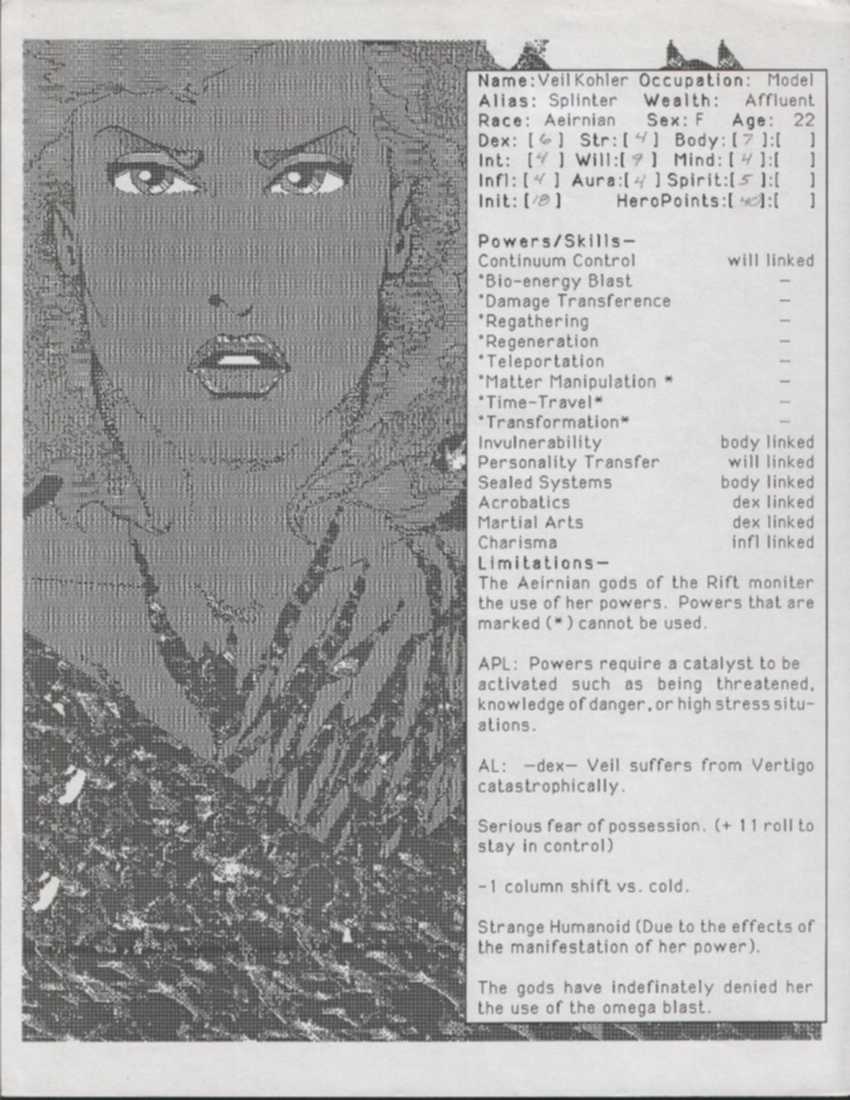 Name:Veil Kohler Occupation: Model
Alias: Splinter Wealth: Affluent
Race: Aeirnian Sex: F Age: 22
Dex: [ 6 ] Str: [ 4 ] Body: [ 7 ]:[ ]
Int: [ 4 ] Will:[ 9 ] Mind: [ 4 ]:[ ]
Infl: [ 4 ] Aura:[ 4 ] Spirit:[ 5 ]:[ ]
Init: [ 18 ] HeroPoints:[ 40 ]:[ ]
Powers/Skills—
Continuum Control will linked
*Bio-energy Blast —
*Damage Transference —
*Regathering —
*Regeneration —
*Teleportation —
*Matter Manipulation * —
*Time-Travel* —
*Transformation* —
Invulnerability body linked
Personality Transfer will linked
Sealed Systems body linked
Acrobatics dex linked
Martial Arts dex linked
Charisma infl linked
Limitations—
The Aeirnian gods of the Rift moniter
the use of her powers. Powers that are
marked (*) cannot be used.
APL: Powers require a catalyst to be
activated such as being threatened,
knowledge of danger, or high stress situ-
ations.
AL: —dex— Veil suffers from Vertigo
catastrophically.
Serious fear of possession. (+ 11 roll to
stay in control)
-1 column shift vs. cold.
Strange Humanoid (Due to the effects of
the manifestation of her power).
The gods have indefinately denied her
the use of the omega blast.